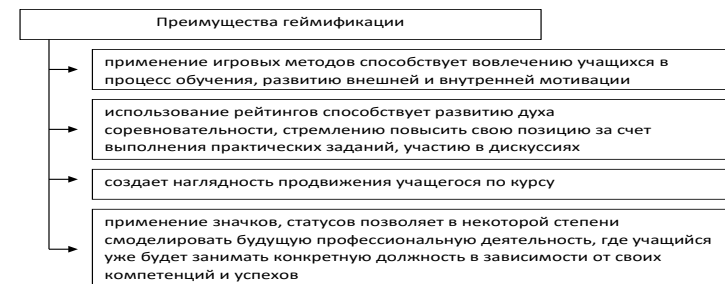 Преимущества геймификации
применение игровых методов способствует вовлечению учащихся в
процесс обучения, развитию внешней и внутренней мотивации
использование рейтингов способствует развитию духа
соревновательности, стремлению повысить свою позицию за счет
выполнения практических заданий, участию в дискуссиях
создает наглядность продвижения учащегося по курсу
применение значков, статусов позволяет в некоторой степени
смоделировать будущую профессиональную деятельность, где учащийся
уже будет занимать конкретную должность в зависимости от своих
компетенций и успехов